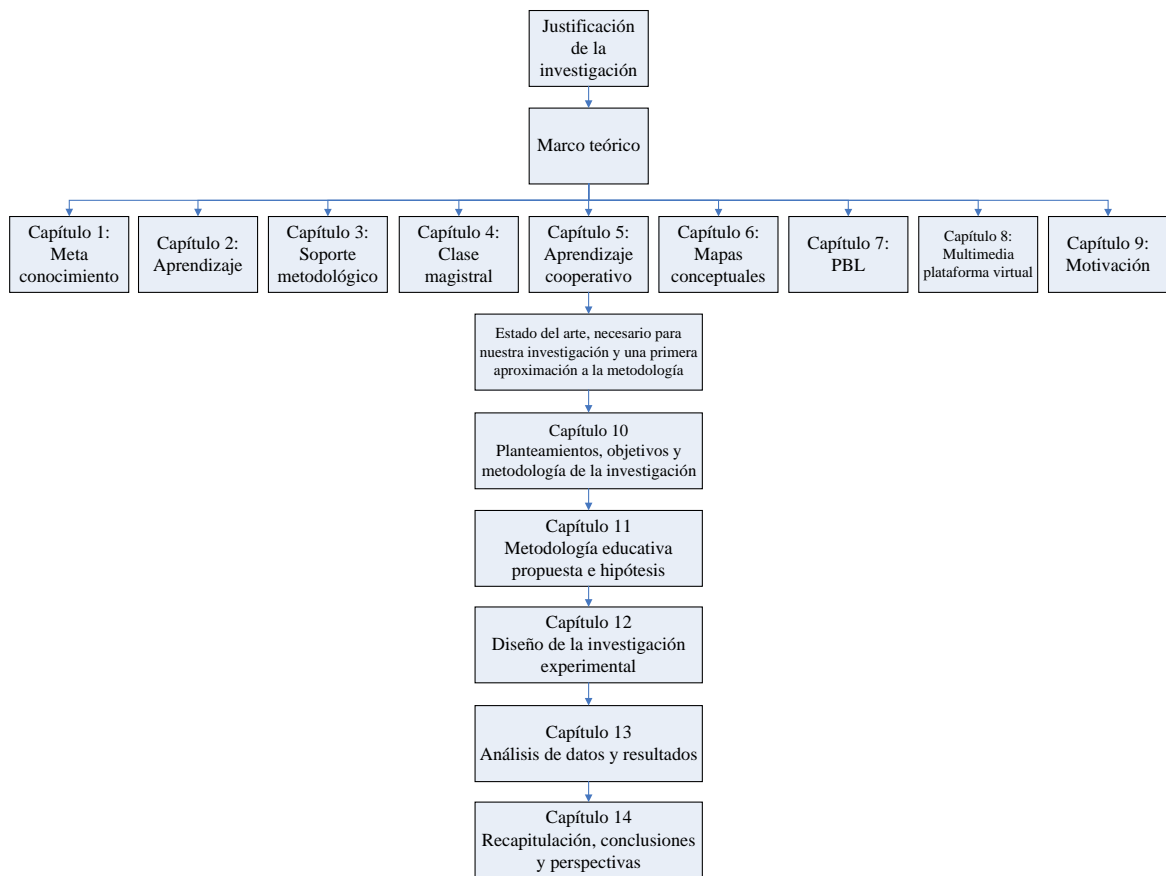 Justificación
de la
investigación
Marco teórico
Capítulo 1:
Meta
conocimiento
Capítulo 2:
Aprendizaje
Capítulo 3:
Soporte
metodológico
Capítulo 4:
Clase
magistral
Capítulo 5:
Aprendizaje
cooperativo
Capítulo 6:
Mapas
conceptuales
Capítulo 7:
PBL
Capítulo 8:
Multimedia
plataforma virtual
Capítulo 9:
Motivación
Estado del arte, necesario para
nuestra investigación y una primera
aproximación a la metodología
Capítulo 10
Planteamientos, objetivos y
metodología de la investigación
Capítulo 11
Metodología educativa
propuesta e hipótesis
Capítulo 12
Diseño de la investigación
experimental
Capítulo 13
Análisis de datos y resultados
Capítulo 14
Recapitulación, conclusiones
y perspectivas